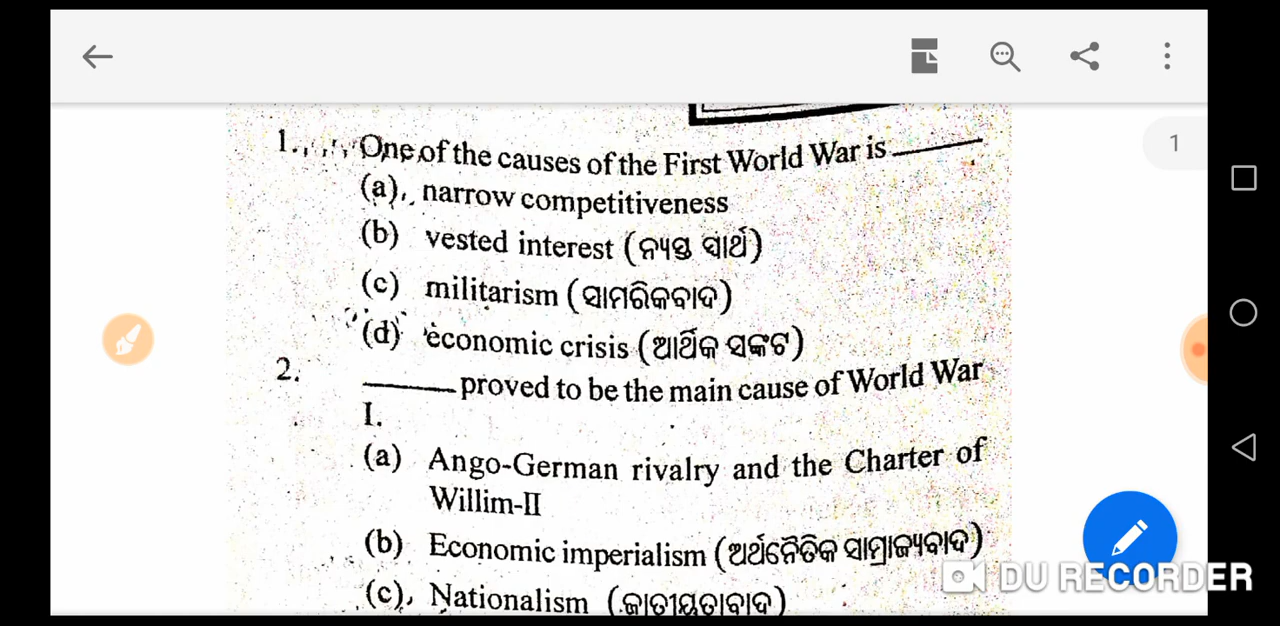 1
1. One of the causes of the First World War is
(a) narrow competitiveness
(b) vested interest (ନ୍ୟସ୍ତ ସ୍ୱାର୍ଥ)
(c) militarism (ସାମରିକବାଦ)
(d) economic crisis (ଆର୍ଥିକ ସଙ୍କଟ)
2. proved to be the main cause of World War
I.
(a) Ango-German rivalry and the Charter of
Willim-II
(b) Economic imperialism (ଅର୍ଥନୈତିକ ସାମ୍ରାଜ୍ୟବାଦ)
(c) Nationalism (ଜାତୀୟତାବାଦ)
DU RECORDER